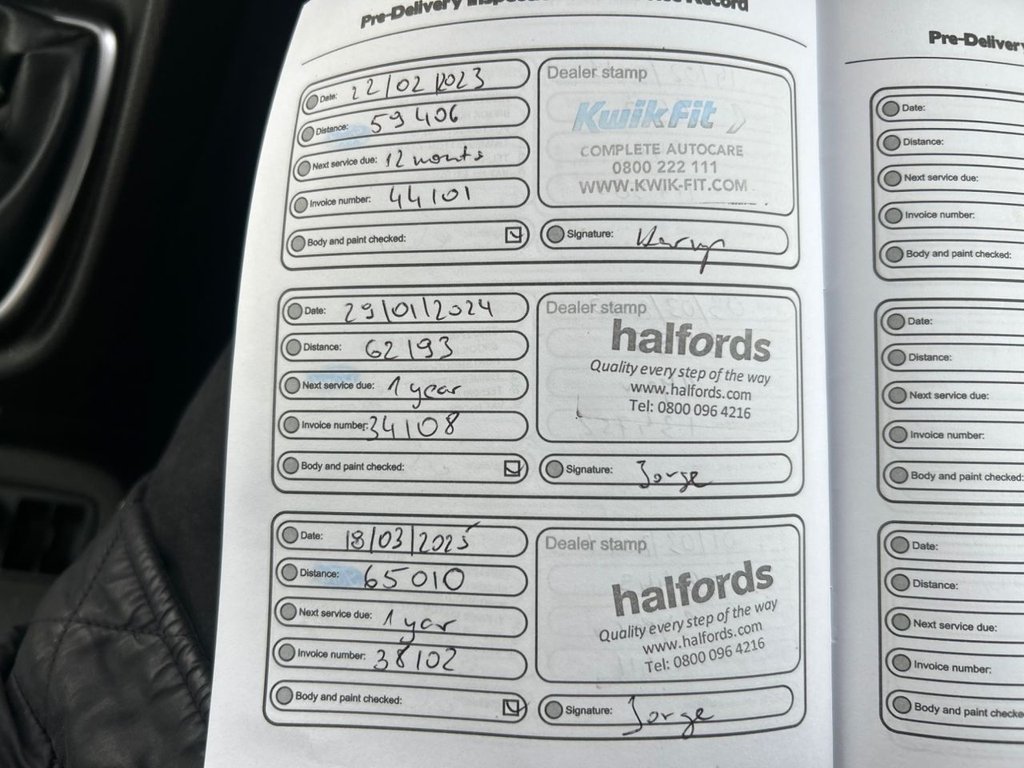 Pre-Delivery Inspection Record
Date: 22/02/2023
Distance: 59406
Next service due: 12 monts
Invoice number: 44101
Body and paint checked:
Dealer stamp
KwikFit
COMPLETE AUTOCARE
0800 222 111
WWW.KWIK-FIT.COM
Signature:
Date: 29/01/2024
Distance: 62193
Next service due: 1 year
Invoice number: 34108
Body and paint checked:
Dealer stamp
halfords
Quality every step of the way
www.halfords.com
Tel: 0800 096 4216
Signature: Jorge
Date: 18/03/2025
Distance: 65010
Next service due: 1 yar
Invoice number: 38102
Body and paint checked:
Dealer stamp
halfords
Quality every step of the way
www.halfords.com
Tel: 0800 096 4216
Signature: Jorge
Pre-Delivery
Date:
Distance:
Next service due:
Invoice number:
Body and paint checked:
Date:
Distance:
Next service due:
Invoice number:
Body and paint checked:
Date:
Distance:
Next service due:
Invoice number:
Body and paint checke